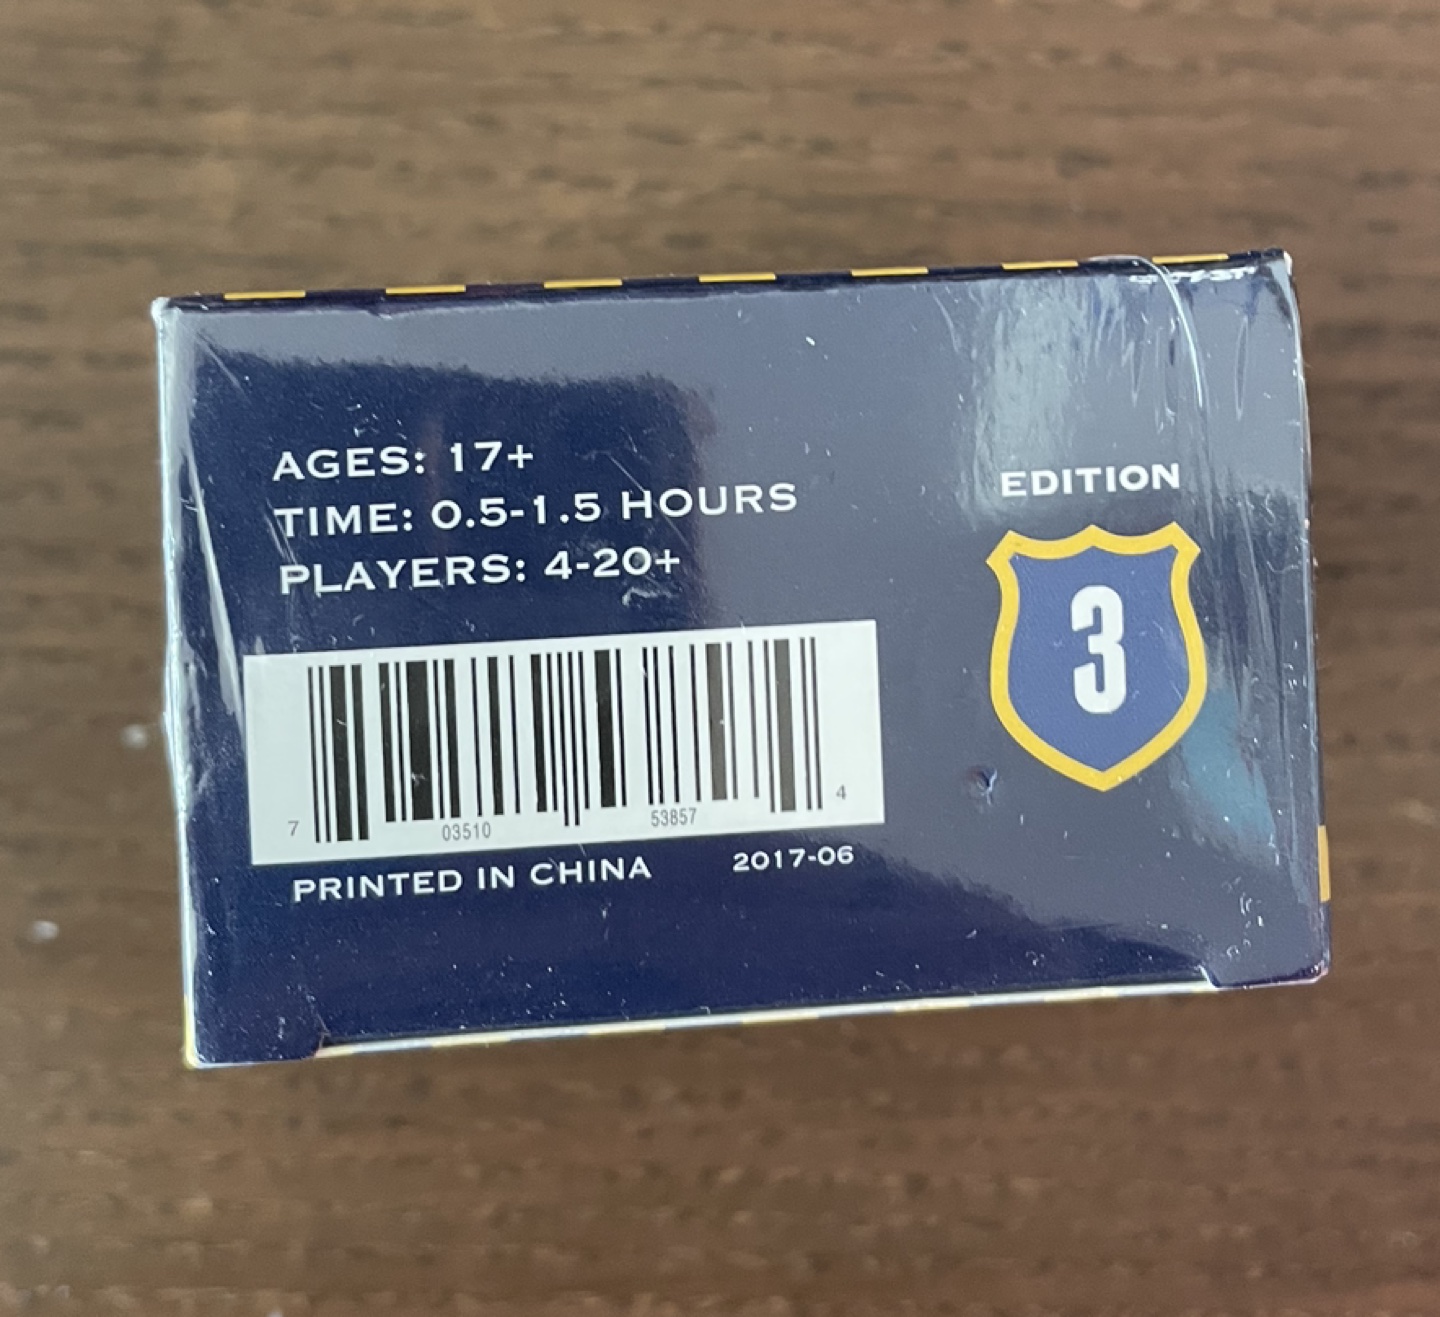 AGES: 17+
TIME: 0.5-1.5 HOURS
PLAYERS: 4-20+
EDITION
3
7 03510 53857 4
PRINTED IN CHINA 2017-06